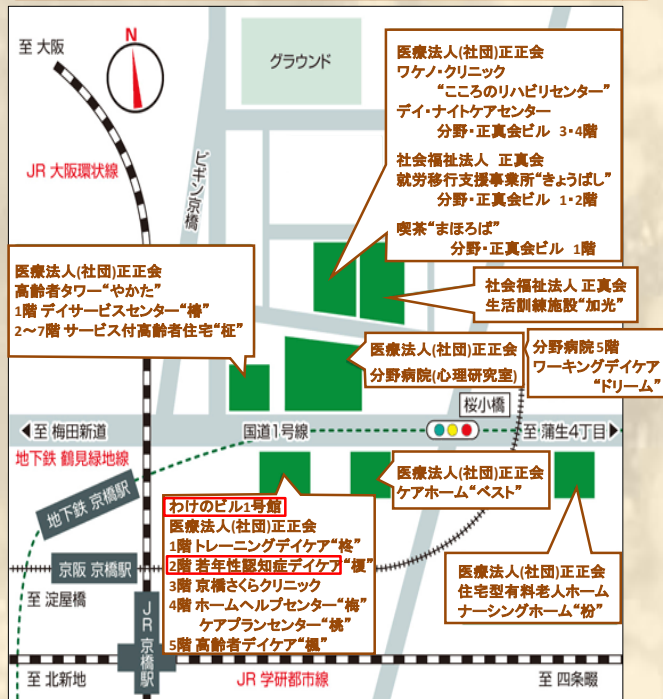 至 大阪
N
グラウンド
JR 大阪環状線
ビギン京橋
医療法人(社団)正正会
ワケノ・クリニック
“こころのリハビリセンター”
デイ・ナイトケアセンター
分野・正真会ビル 3・4階
社会福祉法人 正真会
就労移行支援事業所“きょうばし”
分野・正真会ビル 1・2階
喫茶“まほろば”
分野・正真会ビル 1階
医療法人(社団)正正会
高齢者タワー“やかた”
1階 デイサービスセンター“椿”
2～7階 サービス付高齢者住宅“柾”
社会福祉法人 正真会
生活訓練施設“加光”
医療法人(社団)正正会
分野病院(心理研究室)
分野病院5階
ワーキングデイケア
“ドリーム”
桜小橋
至 梅田新道
国道1号線
至 蒲生4丁目
地下鉄 鶴見緑地線
地下鉄 京橋駅
医療法人(社団)正正会
ケアホーム“ベスト”
わけのビル1号館
医療法人(社団)正正会
1階 トレーニングデイケア“柊”
2階 若年性認知症デイケア“榎”
3階 京橋さくらクリニック
4階 ホームヘルプセンター“梅”
ケアプランセンター“桃”
5階 高齢者デイケア“楓”
京阪 京橋駅
至 淀屋橋
医療法人(社団)正正会
住宅型有料老人ホーム
ナーシングホーム“枌”
JR 京橋駅
至 北新地
JR 学研都市線
至 四条畷